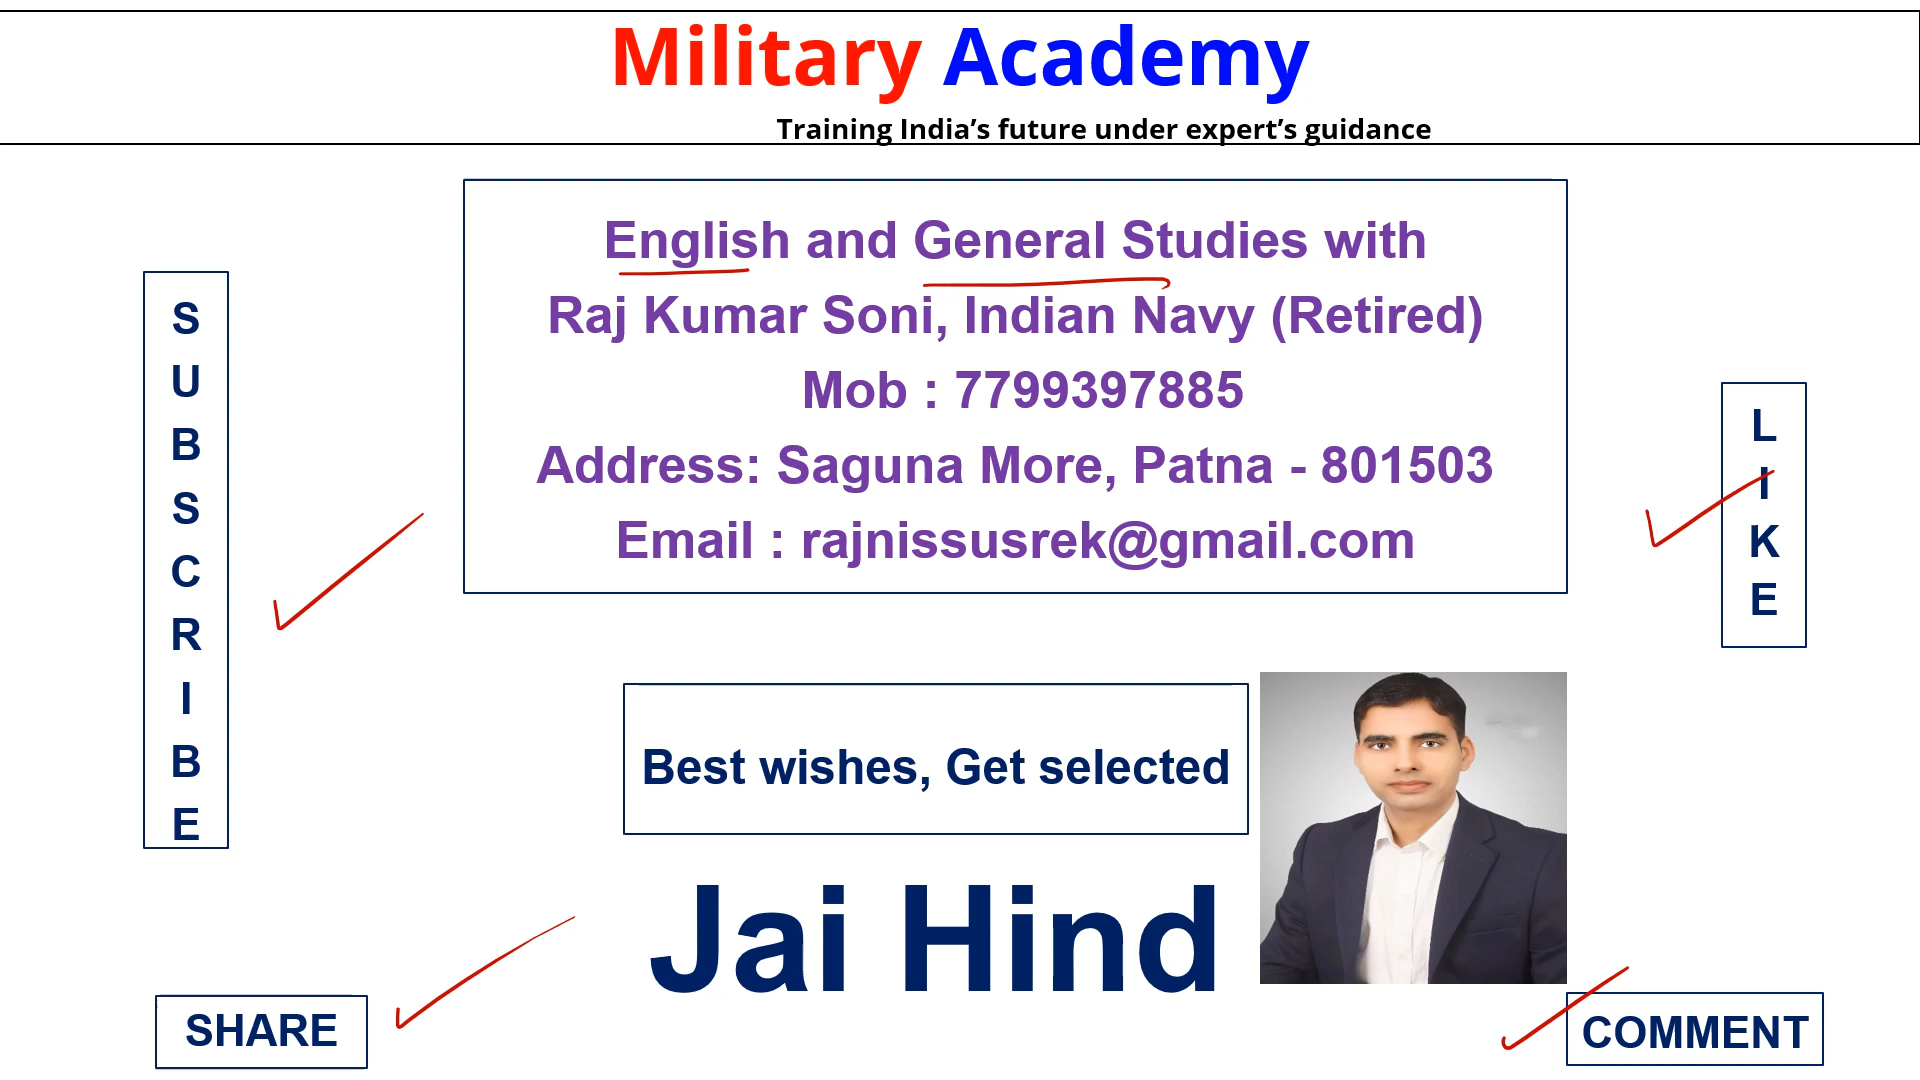 Military Academy
Training India’s future under expert’s guidance
English and General Studies with
Raj Kumar Soni, Indian Navy (Retired)
Mob : 7799397885
Address: Saguna More, Patna - 801503
Email : rajnissusrek@gmail.com
SUBSCRIBE
LIKE
Best wishes, Get selected
Jai Hind
SHARE
COMMENT